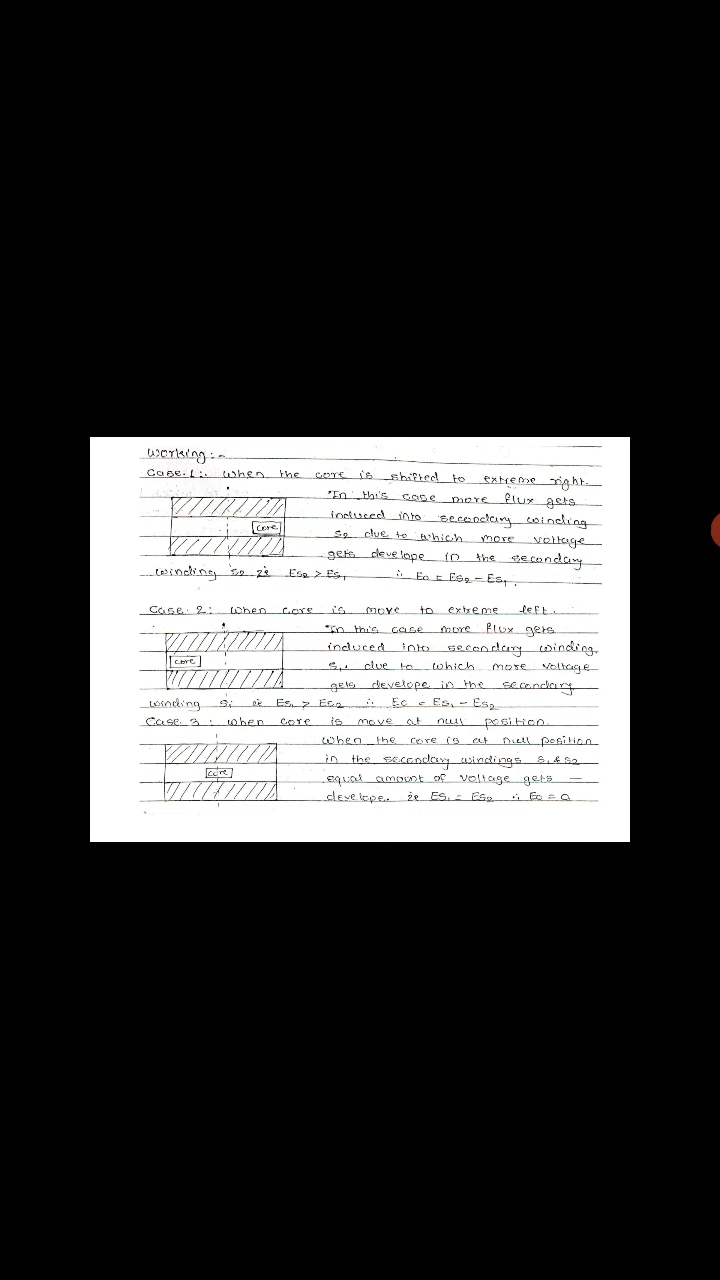 Working:-
Case.1:. when the core is shifted to extreme right.
*In this case more flux gets
induced into secondary winding
core
S2 due to which more voltage
gets develope in the secondary
winding S2 ie ES2 > ES1 ∴ Eo = ES2 - ES1.
Case. 2: when core is move to extreme left.
*In this case more flux gets
induced into secondary winding,
core
S1. due to which more voltage
gets develope in the secondary
winding S1 ie ES1 > EC2 ∴ EC = ES1 - ES2
Case 3: when core is move at null position.
when the core is at null position
in the secondary windings S1 & S2
core
equal amount of voltage gets —
develope. ie ES1 = ES2 ∴ Eo = 0